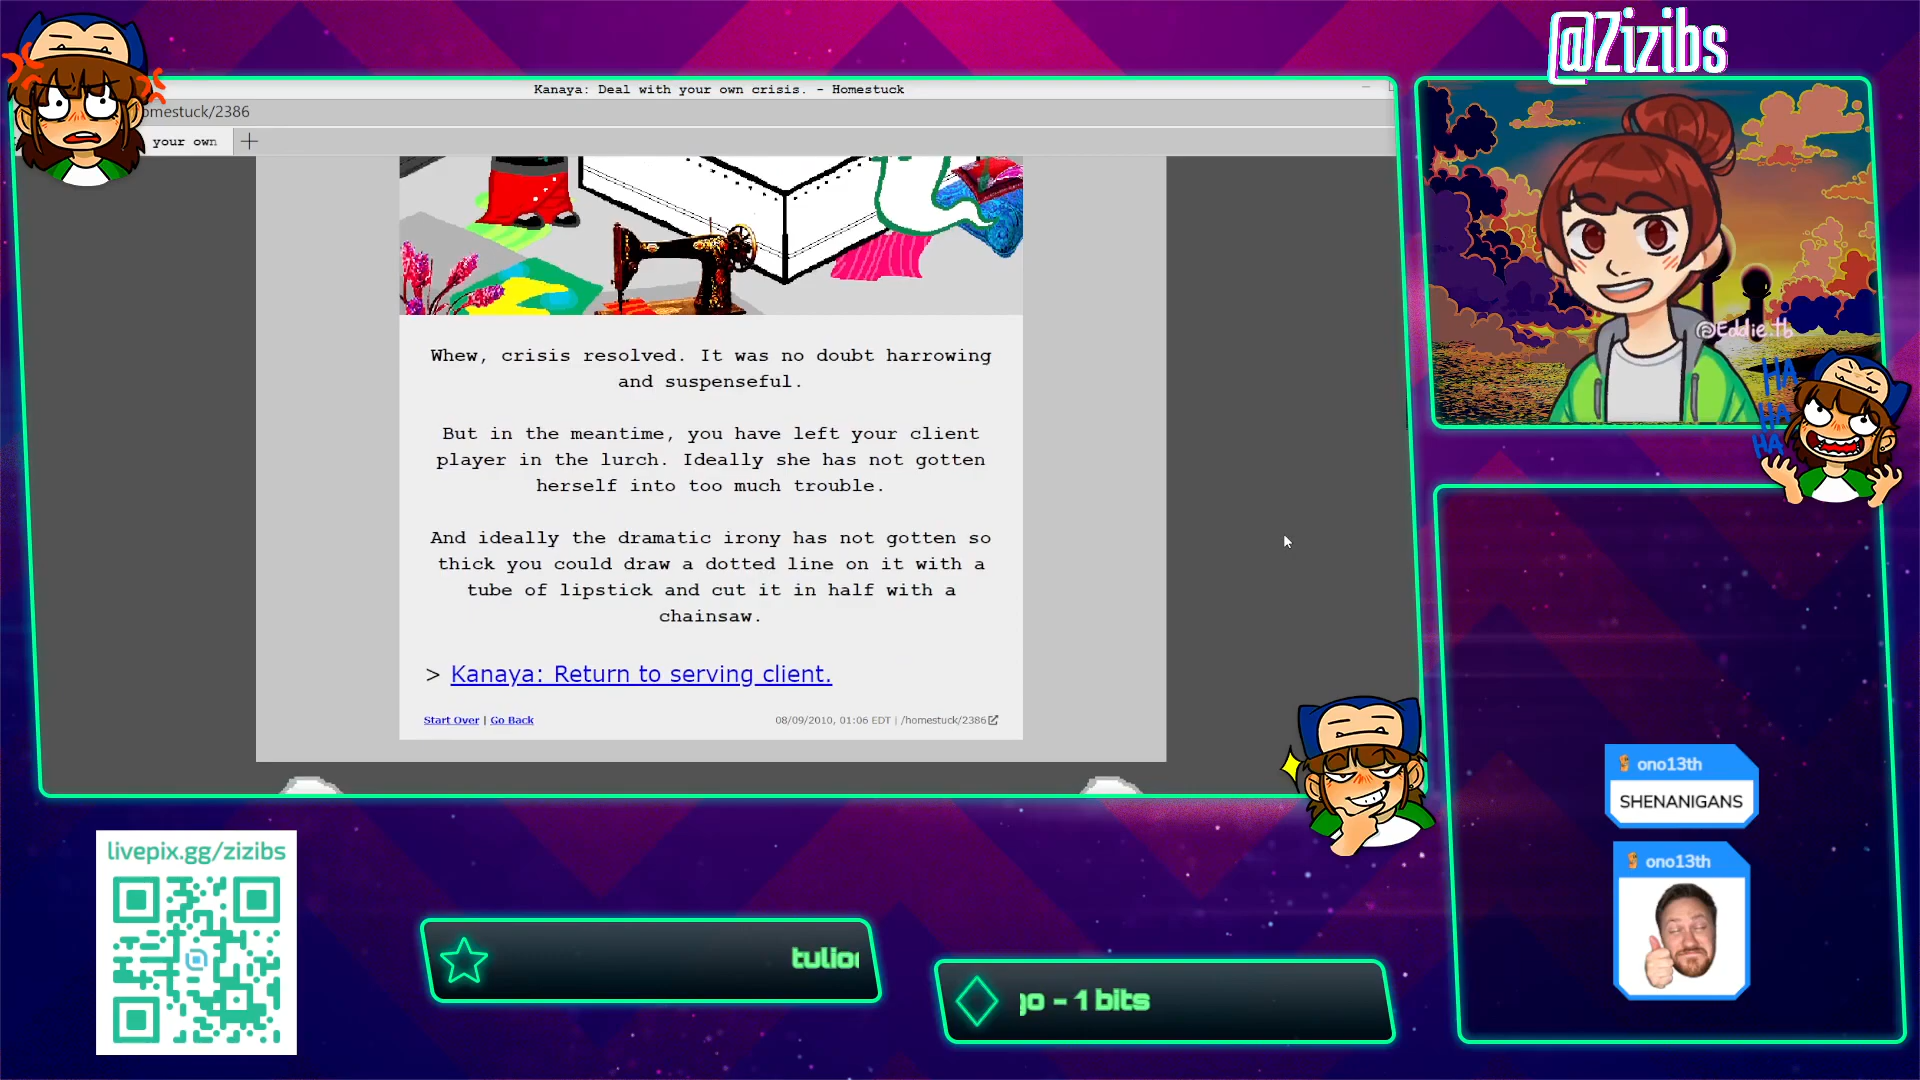 @Zizibs
Kanaya: Deal with your own crisis. - Homestuck
omestuck/2386
your own
Whew, crisis resolved. It was no doubt harrowing
and suspenseful.
But in the meantime, you have left your client
player in the lurch. Ideally she has not gotten
herself into too much trouble.
And ideally the dramatic irony has not gotten so
thick you could draw a dotted line on it with a
tube of lipstick and cut it in half with a
chainsaw.
> Kanaya: Return to serving client.
Start Over | Go Back
08/09/2010, 01:06 EDT | /homestuck/2386
@Eddie.tb
HA
HA
HA
ono13th
SHENANIGANS
ono13th
livepix.gg/zizibs
go - 1 bits